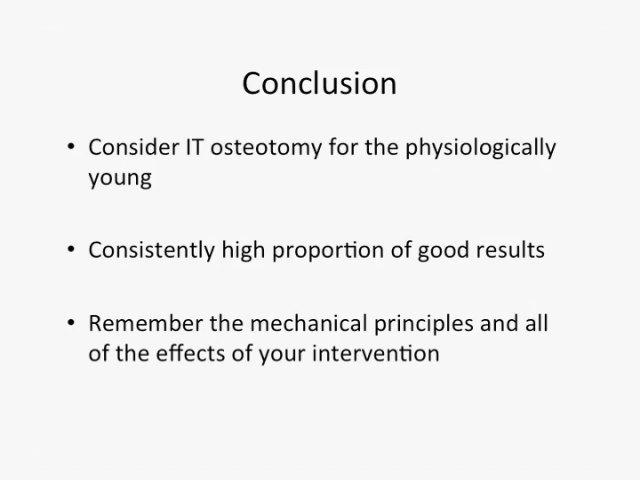 Conclusion
• Consider IT osteotomy for the physiologically
young
• Consistently high proportion of good results
• Remember the mechanical principles and all
of the effects of your intervention